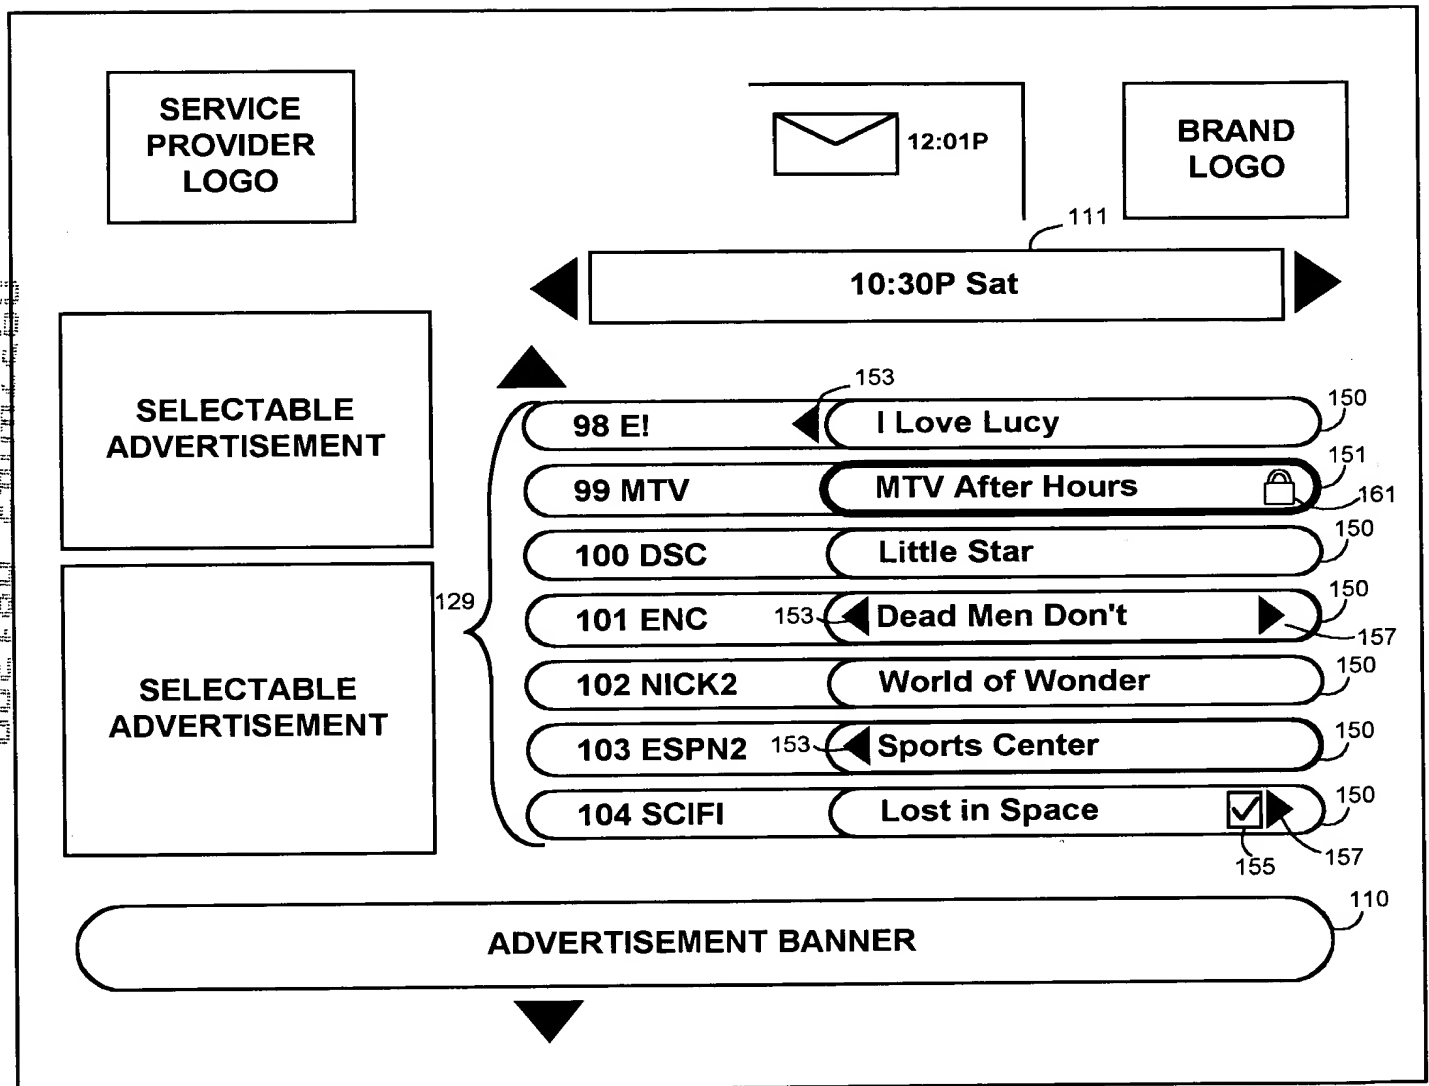 SERVICE
PROVIDER
LOGO
12:01P
BRAND
LOGO
111
10:30P Sat
SELECTABLE
ADVERTISEMENT
SELECTABLE
ADVERTISEMENT
129
153
98 E! I Love Lucy 150
99 MTV MTV After Hours 151
161
100 DSC Little Star 150
101 ENC 153 Dead Men Don't 150
157
102 NICK2 World of Wonder 150
103 ESPN2 153 Sports Center 150
104 SCIFI Lost in Space 150
155 157
110
ADVERTISEMENT BANNER